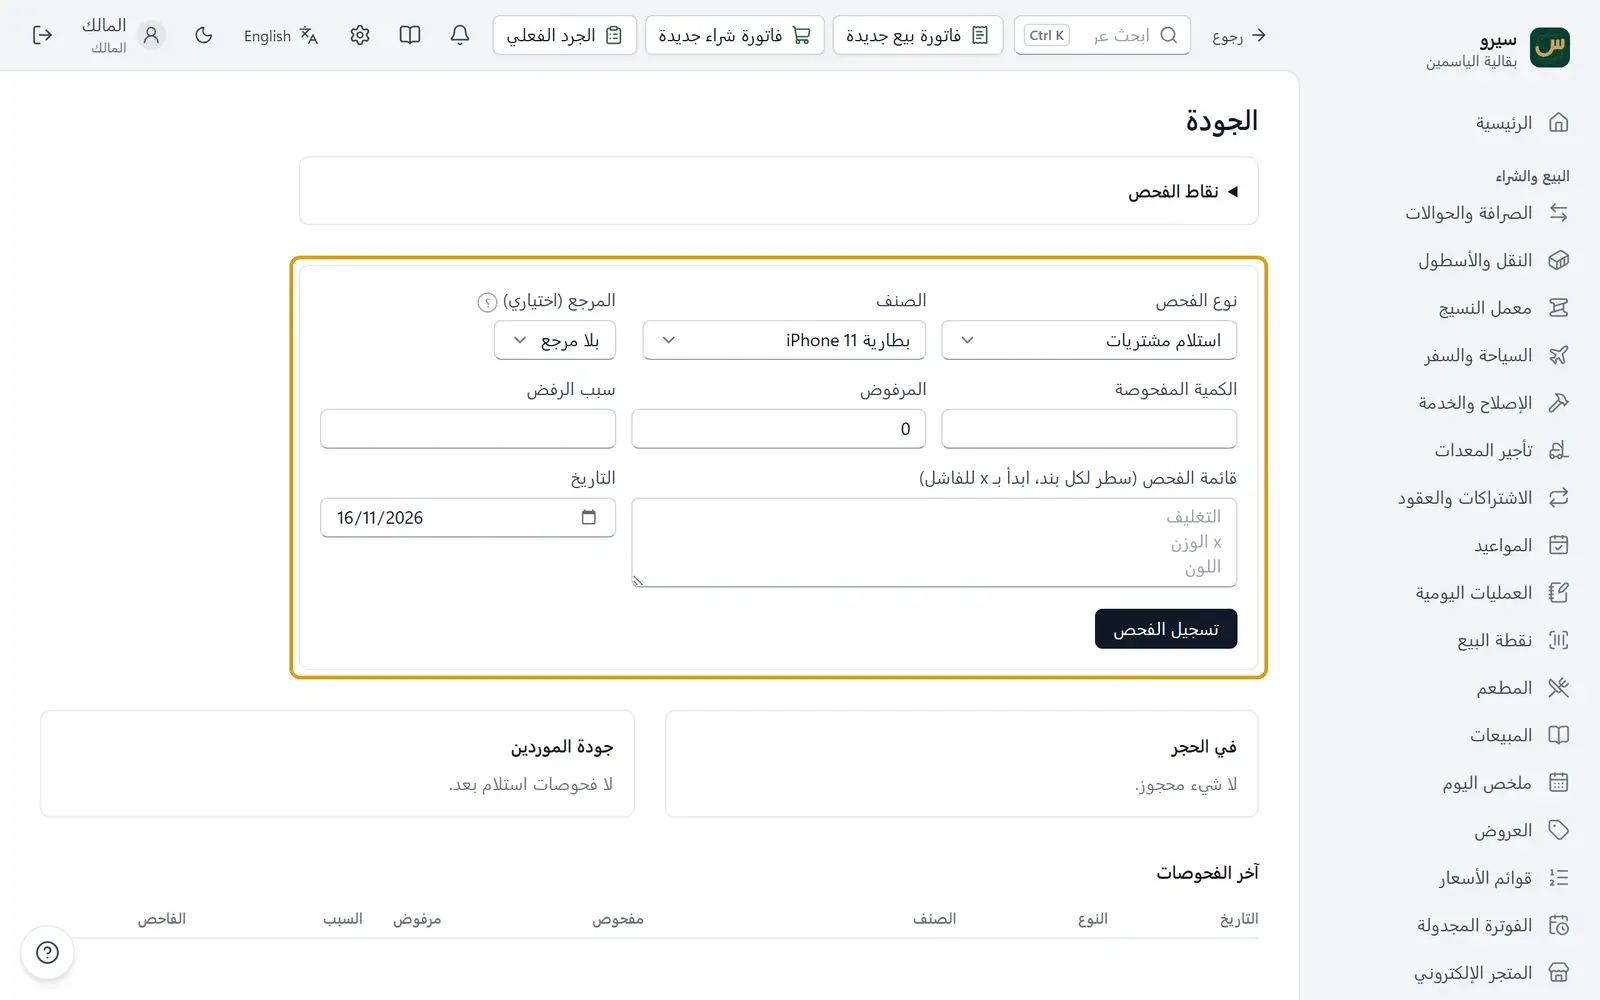 سيرو
بقالية الياسمين
رجوع
ابحث عر
Ctrl K
فاتورة بيع جديدة
فاتورة شراء جديدة
الجرد الفعلي
English
المالك
المالك
الرئيسية
البيع والشراء
الصرافة والحوالات
النقل والأسطول
معمل النسيج
السياحة والسفر
الإصلاح والخدمة
تأجير المعدات
الاشتراكات والعقود
المواعيد
العمليات اليومية
نقطة البيع
المطعم
المبيعات
ملخص اليوم
العروض
قوائم الأسعار
الفوترة المجدولة
المتجر الإلكتروني
الجودة
نقاط الفحص
نوع الفحص
الصنف
المرجع (اختياري) ؟
استلام مشتريات
بطارية iPhone 11
بلا مرجع
الكمية المفحوصة
المرفوض
سبب الرفض
0
قائمة الفحص (سطر لكل بند، ابدأ بـ x للفاشل)
التاريخ
التغليف
x الوزن
اللون
16/11/2026
تسجيل الفحص
في الحجر
لا شيء محجوز.
جودة الموردين
لا فحوصات استلام بعد.
آخر الفحوصات
التاريخ
النوع
الصنف
مفحوص
مرفوض
السبب
الفاحص